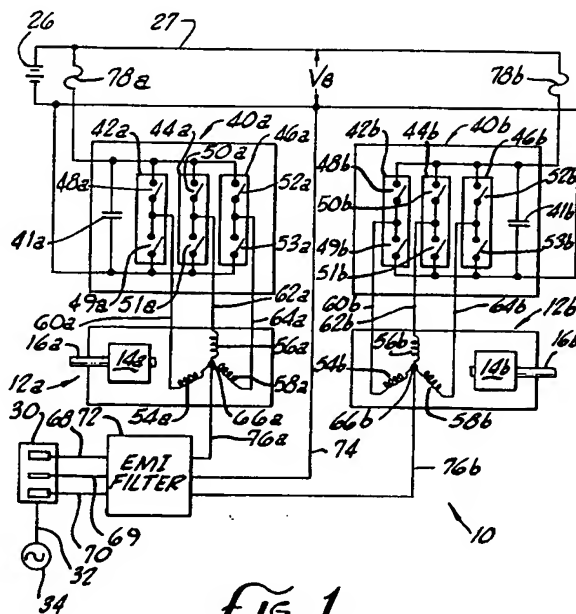 26
27
78a
VB
78b
42a
44a
50a
40a
46a
42b
44b
40b
46b
48a
52a
48b
50b
52b
41a
41b
49a
51a
53a
49b
51b
53b
60a
62a
64a
60b
62b
64b
12b
16a
14a
56a
56b
14b
16b
12a
54a
66a
58a
54b
66b
58b
30
68
72
76a
74
76b
EMI
FILTER
69
70
32
34
10
FIG. 1